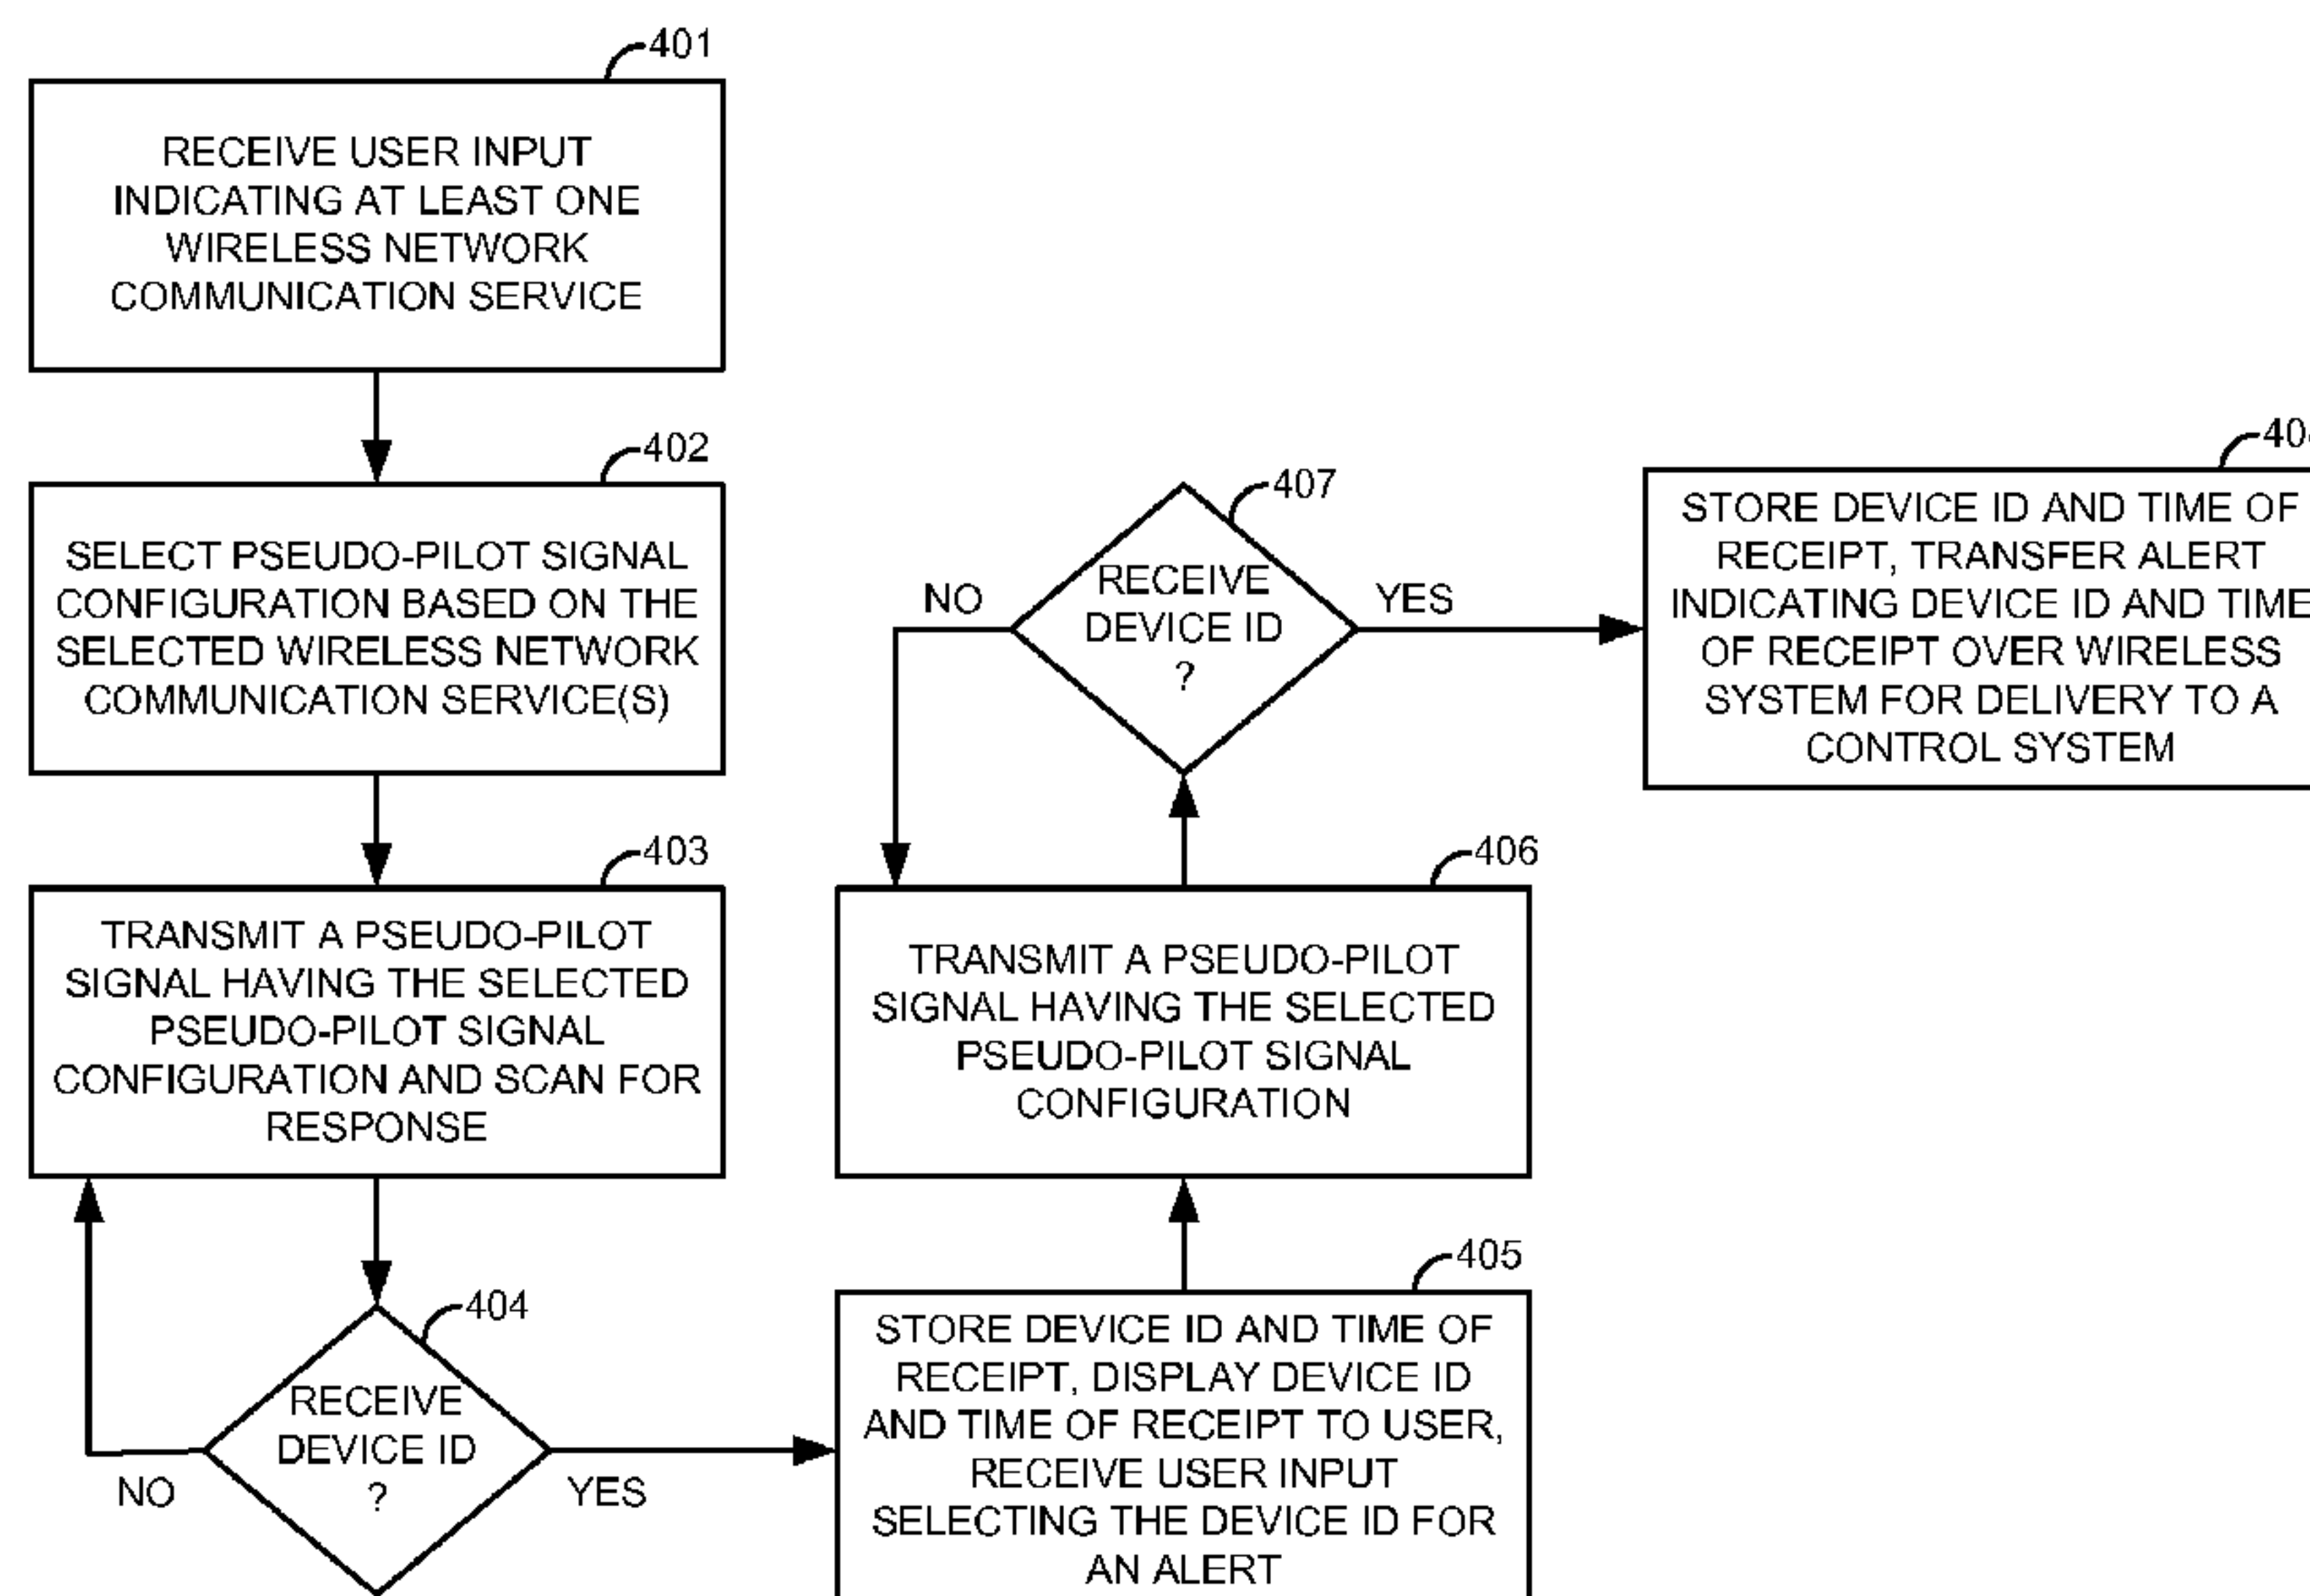 401
RECEIVE USER INPUT
INDICATING AT LEAST ONE
WIRELESS NETWORK
COMMUNICATION SERVICE
402
SELECT PSEUDO-PILOT SIGNAL
CONFIGURATION BASED ON THE
SELECTED WIRELESS NETWORK
COMMUNICATION SERVICE(S)
403
TRANSMIT A PSEUDO-PILOT
SIGNAL HAVING THE SELECTED
PSEUDO-PILOT SIGNAL
CONFIGURATION AND SCAN FOR
RESPONSE
404
RECEIVE
DEVICE ID
?
NO
YES
405
STORE DEVICE ID AND TIME OF
RECEIPT, DISPLAY DEVICE ID
AND TIME OF RECEIPT TO USER,
RECEIVE USER INPUT
SELECTING THE DEVICE ID FOR
AN ALERT
406
TRANSMIT A PSEUDO-PILOT
SIGNAL HAVING THE SELECTED
PSEUDO-PILOT SIGNAL
CONFIGURATION
407
RECEIVE
DEVICE ID
?
NO
YES
STORE DEVICE ID AND TIME OF
RECEIPT, TRANSFER ALERT
INDICATING DEVICE ID AND TIME
OF RECEIPT OVER WIRELESS
SYSTEM FOR DELIVERY TO A
CONTROL SYSTEM